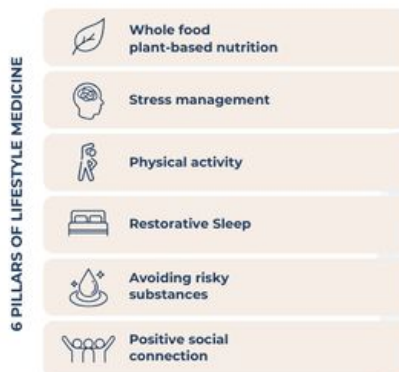 6 PILLARS OF LIFESTYLE MEDICINE
Whole food
plant-based nutrition
Stress management
Physical activity
Restorative Sleep
Avoiding risky
substances
Positive social
connection